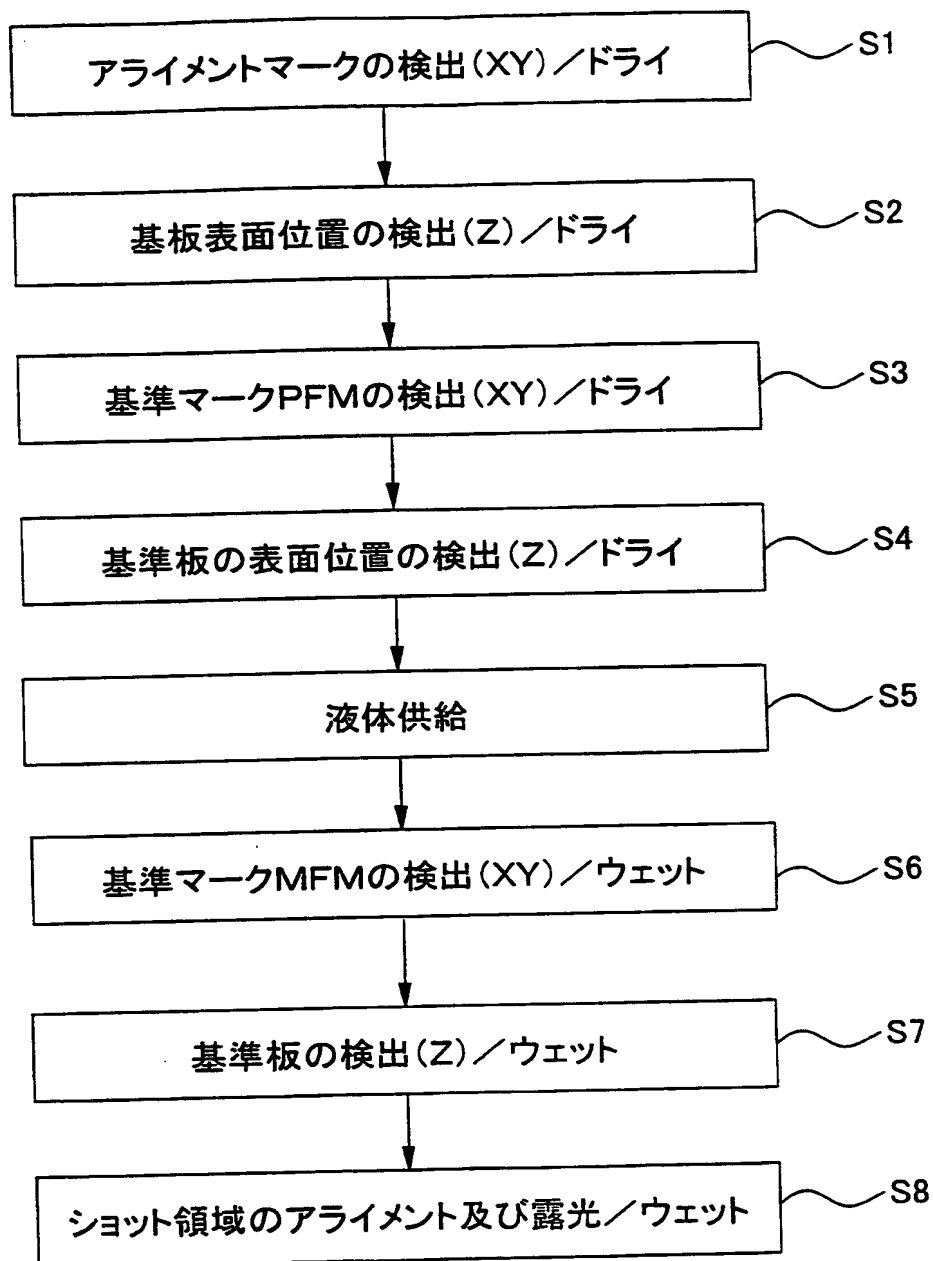 アライメントマークの検出(XY)／ドライ S1
基板表面位置の検出(Z)／ドライ S2
基準マークPFMの検出(XY)／ドライ S3
基準板の表面位置の検出(Z)／ドライ S4
液体供給 S5
基準マークMFMの検出(XY)／ウェット S6
基準板の検出(Z)／ウェット S7
ショット領域のアライメント及び露光／ウェット S8